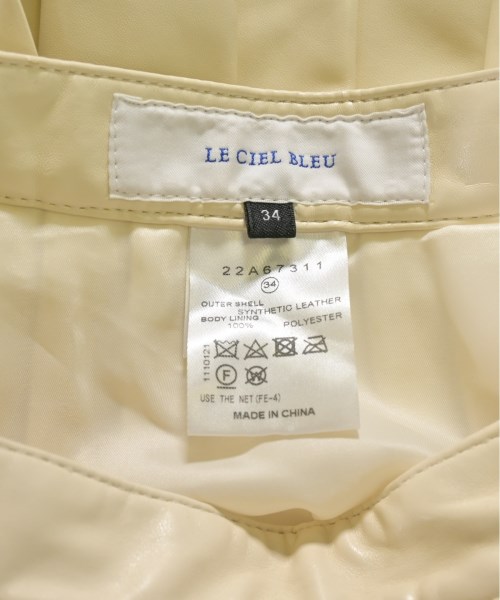 LE CIEL BLEU
34
22A67311
34
OUTER SHELL
SYNTHETIC LEATHER
BODY LINING
100% POLYESTER
1110121
F
W
USE THE NET (FE-4)
MADE IN CHINA